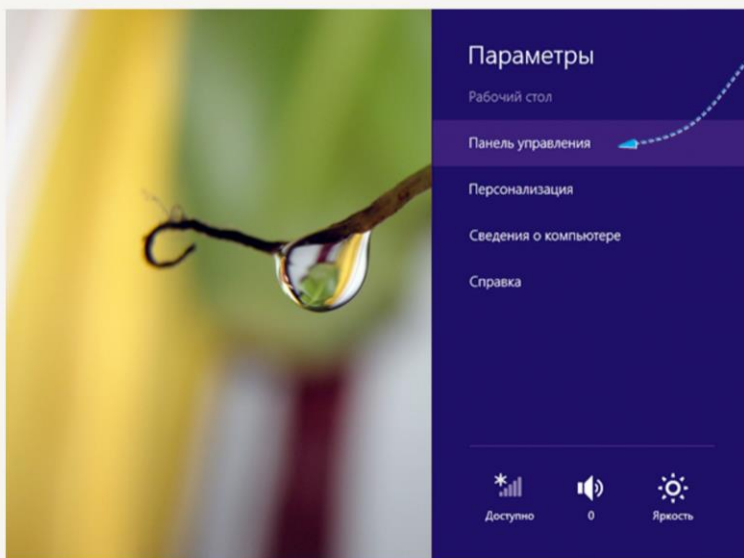 Параметры
Рабочий стол
Панель управления
Персонализация
Сведения о компьютере
Справка
Доступно
0
Яркость